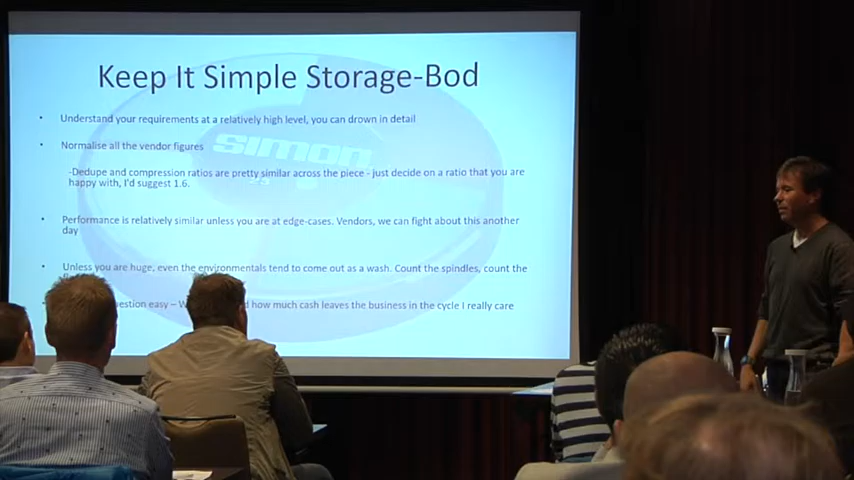 Keep It Simple Storage-Bod
• Understand your requirements at a relatively high level, you can drown in detail
• Normalise all the vendor figures
SIMON
-Dedupe and compression ratios are pretty similar across the piece - just decide on a ratio that you are
happy with, I'd suggest 1.6.
• Performance is relatively similar unless you are at edge-cases. Vendors, we can fight about this another
day
• Unless you are huge, even the environmentals tend to come out as a wash. Count the spindles, count the
how much cash leaves the business in the cycle I really care